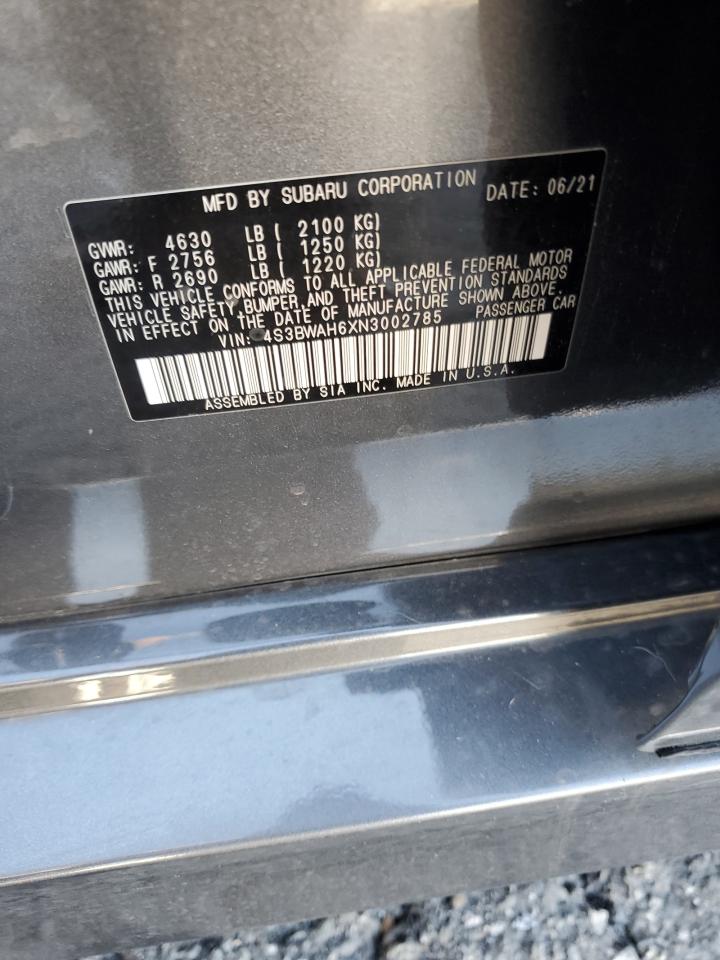 MFD BY SUBARU CORPORATION DATE: 06/21
GVWR: 4630 LB ( 2100 KG)
GAWR: F 2756 LB ( 1250 KG)
GAWR: R 2690 LB ( 1220 KG)
THIS VEHICLE CONFORMS TO ALL APPLICABLE FEDERAL MOTOR
VEHICLE SAFETY,BUMPER,AND THEFT PREVENTION STANDARDS
IN EFFECT ON THE DATE OF MANUFACTURE SHOWN ABOVE.
VIN: 4S3BWAH6XN3002785 PASSENGER CAR
ASSEMBLED BY SIA INC. MADE IN U.S.A.